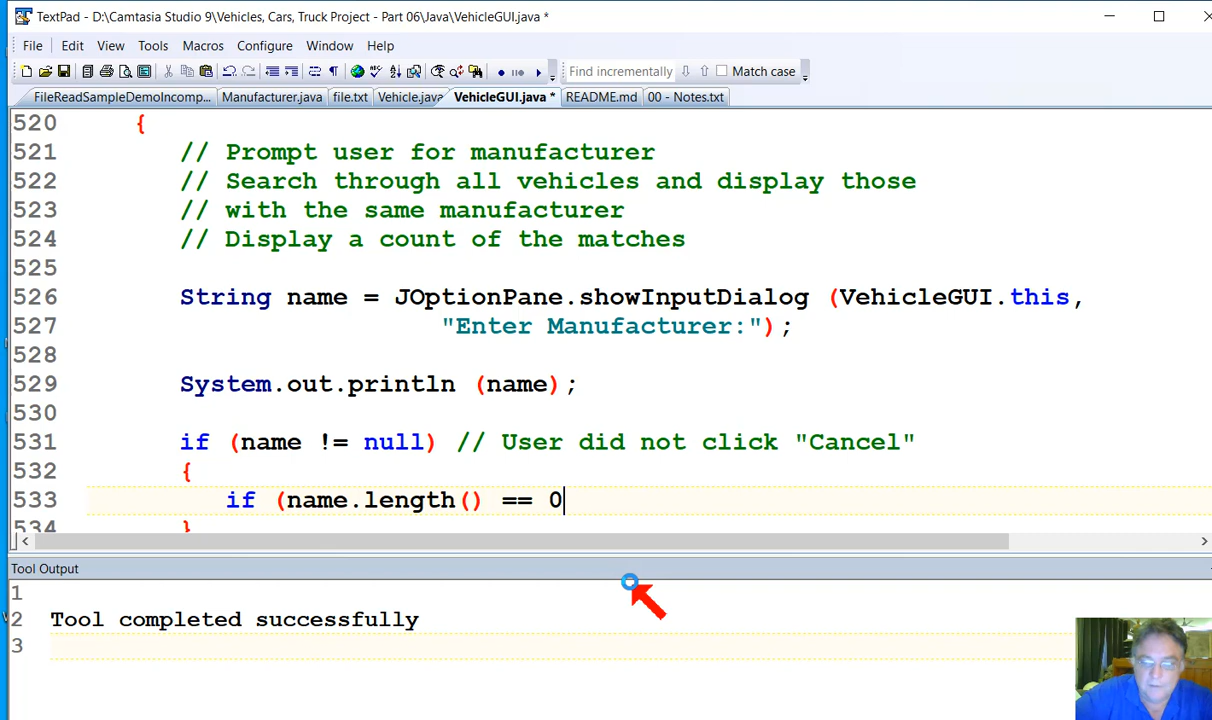 TextPad - D:\Camtasia Studio 9\Vehicles, Cars, Truck Project - Part 06\Java\VehicleGUI.java *
File Edit View Tools Macros Configure Window Help
Find incrementally Match case
FileReadSampleDemoIncomp... Manufacturer.java file.txt Vehicle.java VehicleGUI.java * README.md 00 - Notes.txt
520 {
521 // Prompt user for manufacturer
522 // Search through all vehicles and display those
523 // with the same manufacturer
524 // Display a count of the matches
525
526 String name = JOptionPane.showInputDialog (VehicleGUI.this,
527 "Enter Manufacturer:");
528
529 System.out.println (name);
530
531 if (name != null) // User did not click "Cancel"
532 {
533 if (name.length() == 0
534 }
Tool Output
1
2 Tool completed successfully
3